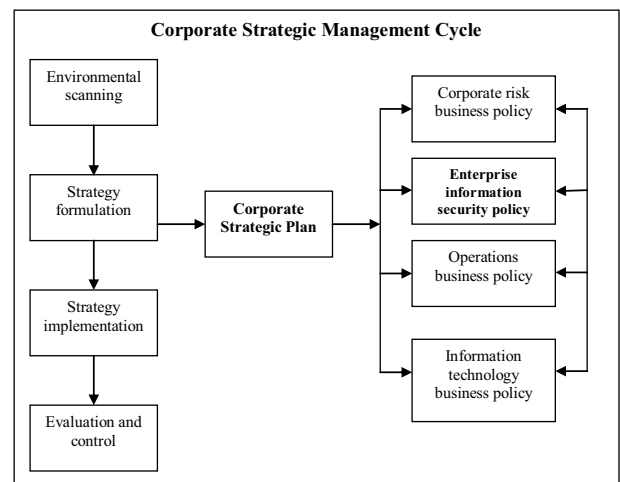 Corporate Strategic Management Cycle
Environmental
scanning
Strategy
formulation
Strategy
implementation
Evaluation and
control
Corporate
Strategic Plan
Corporate risk
business policy
Enterprise
information
security policy
Operations
business policy
Information
technology
business policy